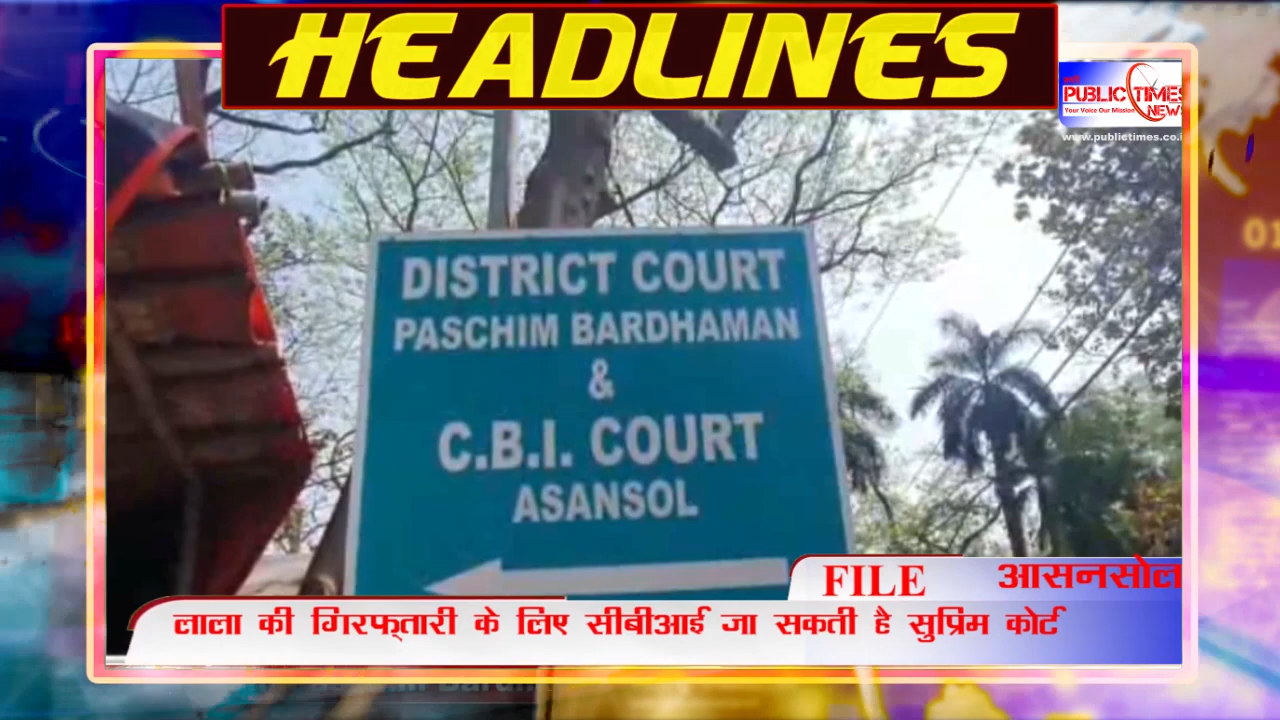 HEADLINES
PUBLIC TIMES
NEWS
Your Voice Our Mission
www.publictimes.co.
DISTRICT COURT
PASCHIM BARDHAMAN
&
C.B.I. COURT
ASANSOL
FILE
आसनसोल
लाला की गिरफ्तारी के लिए सीबीआई जा सकती है सुप्रिम कोर्ट
01